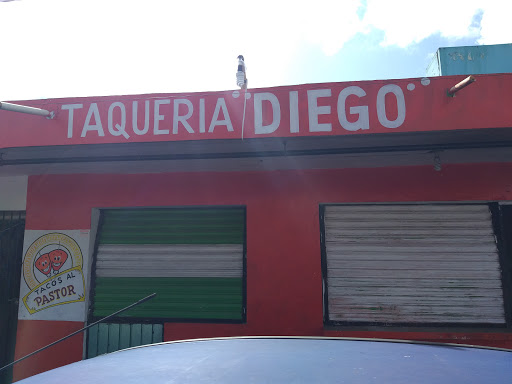 TAQUERIA "DIEGO"
TACOS AL
PASTOR